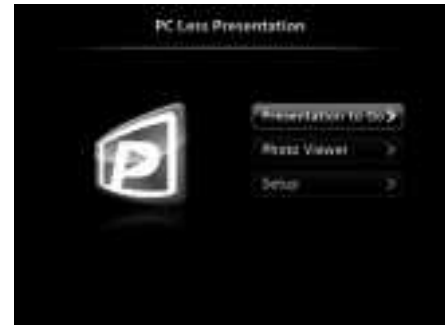 PC Less Presentation
P
Presentation to Go
Photo Viewer
Setup